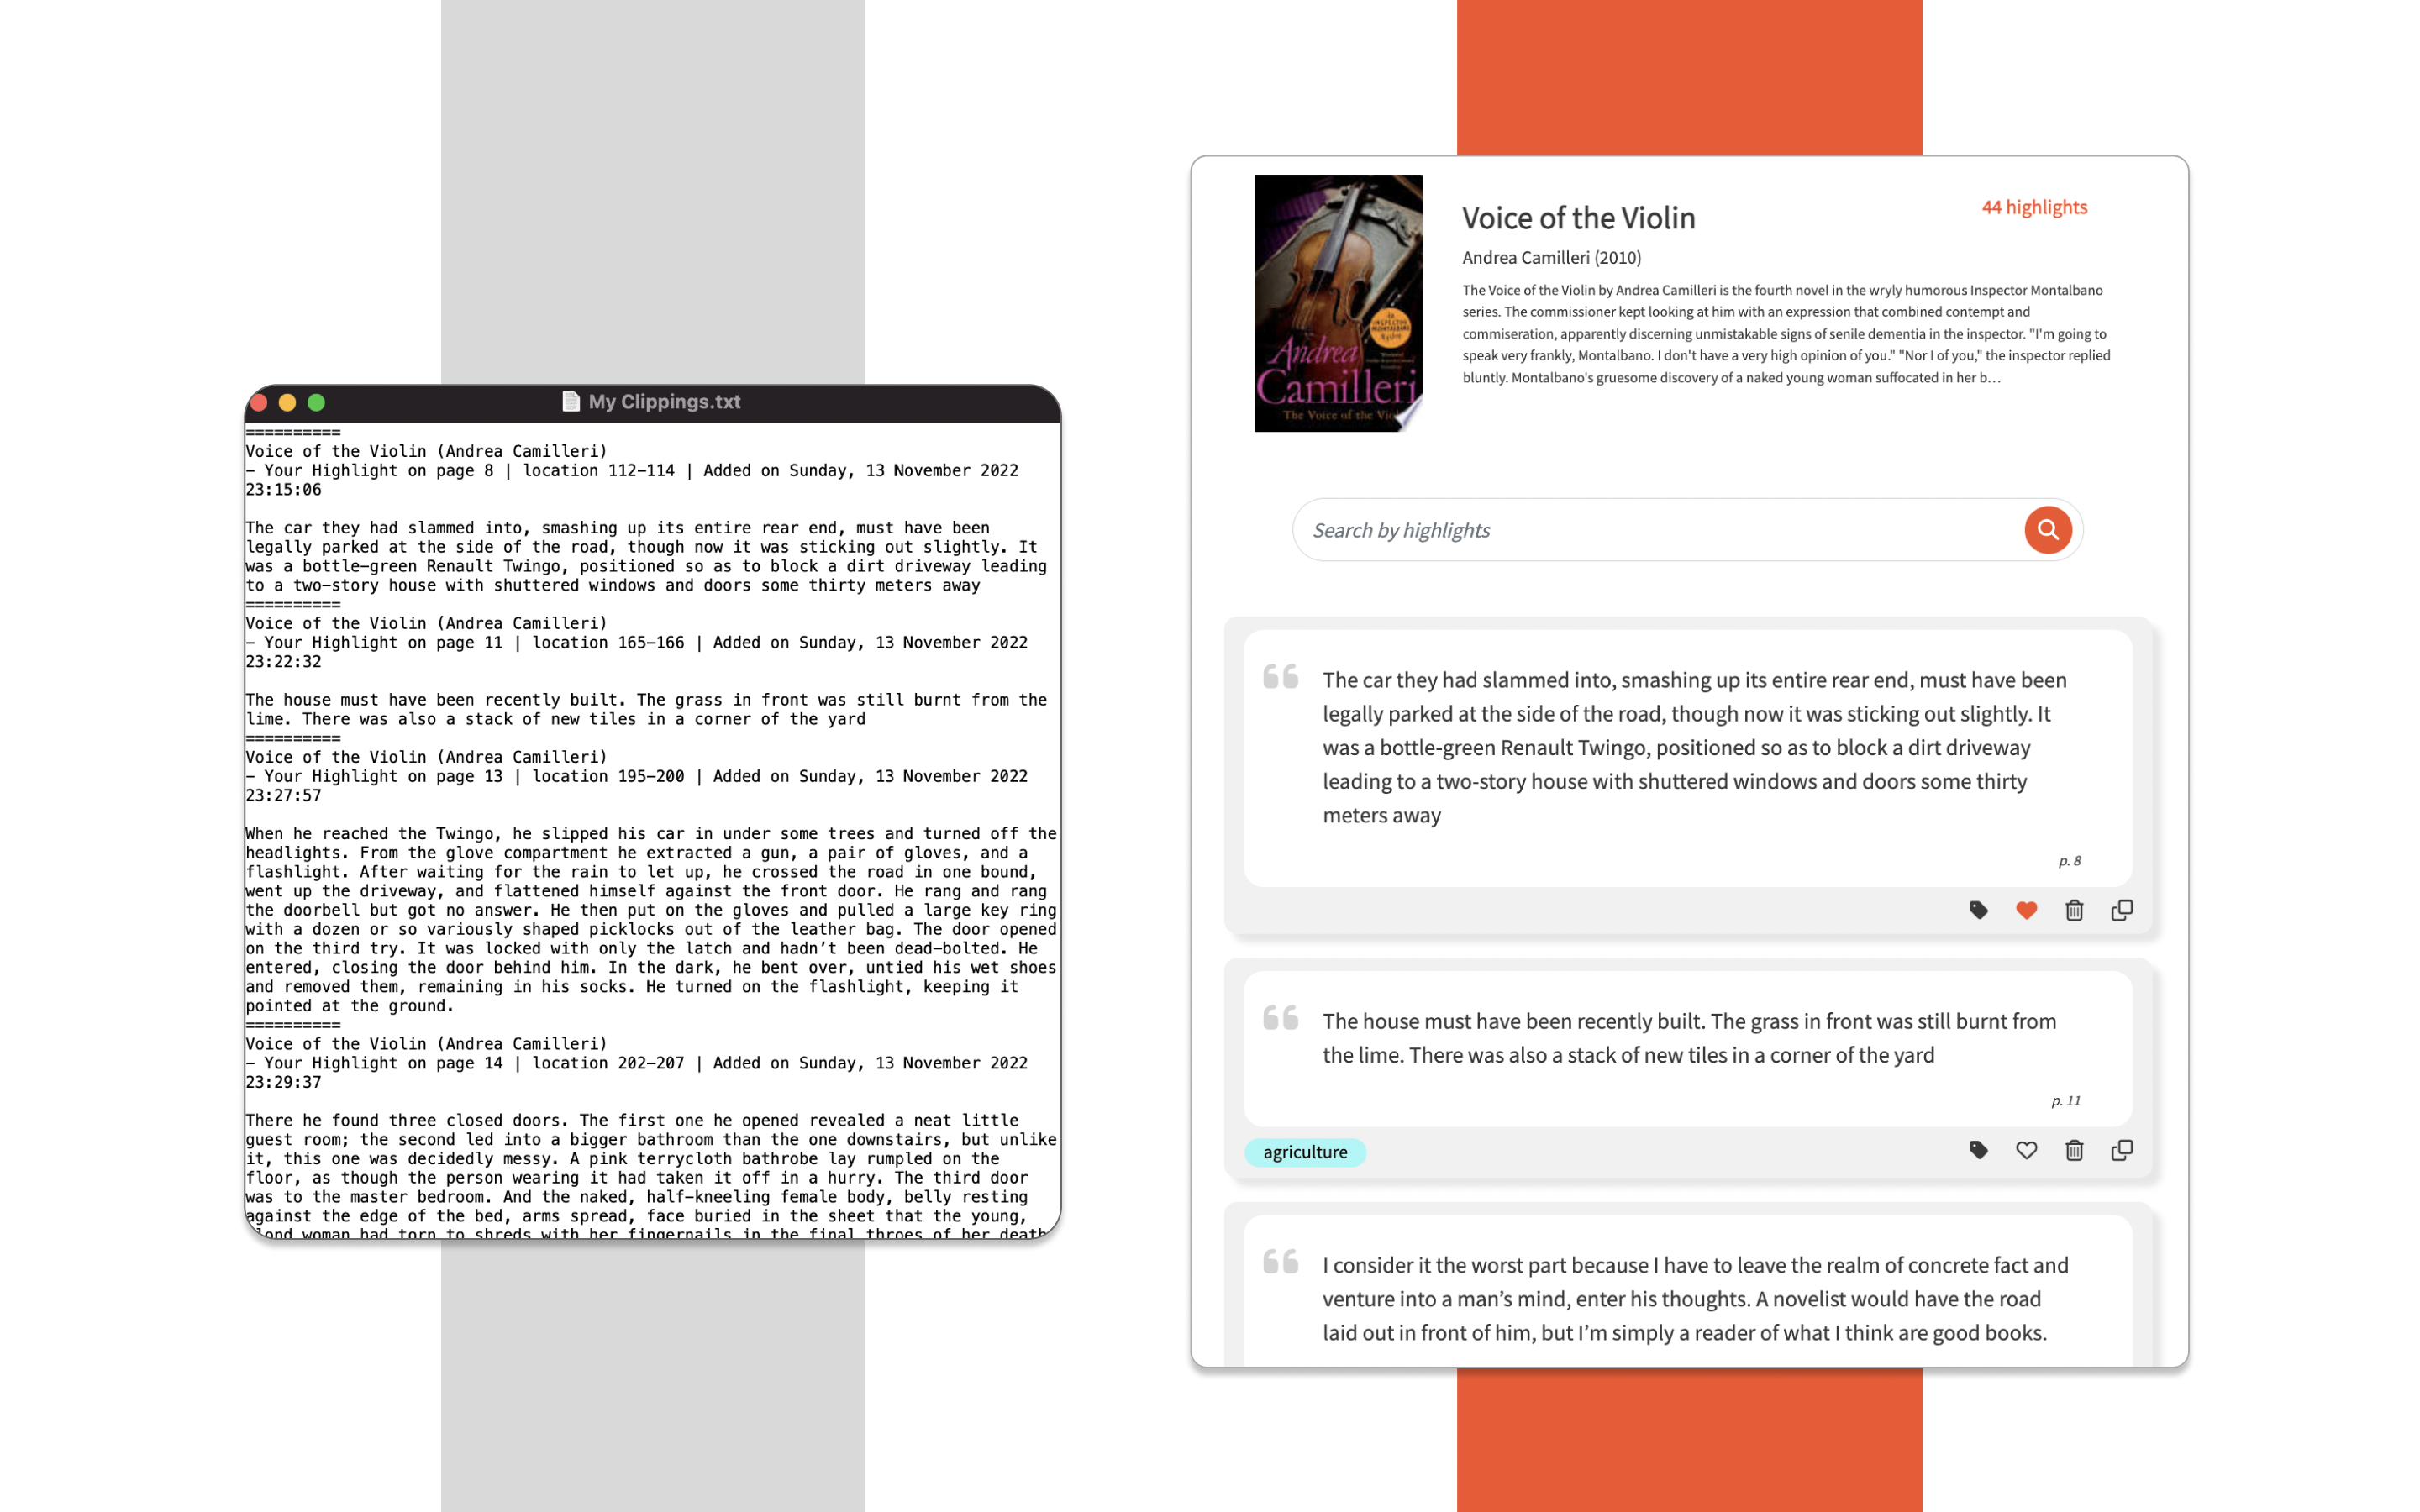 My Clippings.txt
==========
Voice of the Violin (Andrea Camilleri)
- Your Highlight on page 8 | location 112-114 | Added on Sunday, 13 November 2022
23:15:06
The car they had slammed into, smashing up its entire rear end, must have been
legally parked at the side of the road, though now it was sticking out slightly. It
was a bottle-green Renault Twingo, positioned so as to block a dirt driveway leading
to a two-story house with shuttered windows and doors some thirty meters away
==========
Voice of the Violin (Andrea Camilleri)
- Your Highlight on page 11 | location 165-166 | Added on Sunday, 13 November 2022
23:22:32
The house must have been recently built. The grass in front was still burnt from the
lime. There was also a stack of new tiles in a corner of the yard
==========
Voice of the Violin (Andrea Camilleri)
- Your Highlight on page 13 | location 195-200 | Added on Sunday, 13 November 2022
23:27:57
When he reached the Twingo, he slipped his car in under some trees and turned off the
headlights. From the glove compartment he extracted a gun, a pair of gloves, and a
flashlight. After waiting for the rain to let up, he crossed the road in one bound,
went up the driveway, and flattened himself against the front door. He rang and rang
the doorbell but got no answer. He then put on the gloves and pulled a large key ring
with a dozen or so variously shaped picklocks out of the leather bag. The door opened
on the third try. It was locked with only the latch and hadn’t been dead-bolted. He
entered, closing the door behind him. In the dark, he bent over, untied his wet shoes
and removed them, remaining in his socks. He turned on the flashlight, keeping it
pointed at the ground.
==========
Voice of the Violin (Andrea Camilleri)
- Your Highlight on page 14 | location 202-207 | Added on Sunday, 13 November 2022
23:29:37
There he found three closed doors. The first one he opened revealed a neat little
guest room; the second led into a bigger bathroom than the one downstairs, but unlike
it, this one was decidedly messy. A pink terrycloth bathrobe lay rumpled on the
floor, as though the person wearing it had taken it off in a hurry. The third door
was to the master bedroom. And the naked, half-kneeling female body, belly resting
against the edge of the bed, arms spread, face buried in the sheet that the young,
woman had torn to shreds with her fingernails in the final throes of her death
AN
INSPECTOR
MONTALBANO
Mystery
Andrea
Camilleri
The Voice of the
Voice of the Violin
44 highlights
Andrea Camilleri (2010)
The Voice of the Violin by Andrea Camilleri is the fourth novel in the wryly humorous Inspector Montalbano
series. The commissioner kept looking at him with an expression that combined contempt and
commiseration, apparently discerning unmistakable signs of senile dementia in the inspector. "I'm going to
speak very frankly, Montalbano. I don't have a very high opinion of you." "Nor I of you," the inspector replied
bluntly. Montalbano's gruesome discovery of a naked young woman suffocated in her b…
Search by highlights
The car they had slammed into, smashing up its entire rear end, must have been
legally parked at the side of the road, though now it was sticking out slightly. It
was a bottle-green Renault Twingo, positioned so as to block a dirt driveway
leading to a two-story house with shuttered windows and doors some thirty
meters away
p. 8
The house must have been recently built. The grass in front was still burnt from
the lime. There was also a stack of new tiles in a corner of the yard
p. 11
agriculture
I consider it the worst part because I have to leave the realm of concrete fact and
venture into a man’s mind, enter his thoughts. A novelist would have the road
laid out in front of him, but I’m simply a reader of what I think are good books.